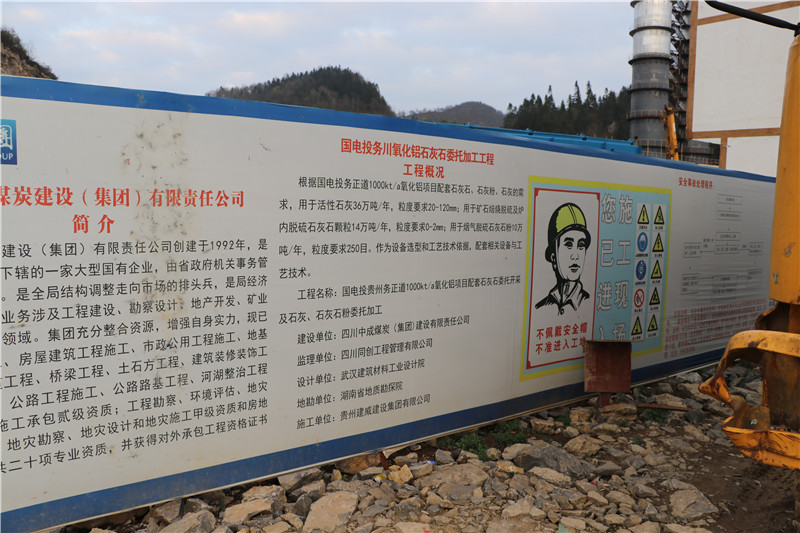 团
OUP
煤炭建设（集团）有限责任公司
简 介
建设（集团）有限责任公司创建于1992年，是
下辖的一家大型国有企业，由省政府机关事务管
。是全局结构调整走向市场的排头兵，是局经济
业务涉及工程建设、勘察设计、地产开发、矿业
领域。集团充分整合资源，增强自身实力，现已
、房屋建筑工程施工、市政公用工程施工、地基
工程、桥梁工程、土石方工程、建筑装修装饰工
、公路工程施工、公路路基工程、河湖整治工程
施工承包贰级资质；工程勘察、环境评估、地灾
地灾勘察、地灾设计和地灾施工甲级资质和房地
共二十项专业资质，并获得对外承包工程资格证书
国电投务川氧化铝石灰石委托加工工程
工程概况
根据国电投务正道1000kt/a氧化铝项目配套石灰石，石灰粉，石灰的需
求，用于活性石灰36万吨/年，粒度要求20-120mm；用于矿石焙烧脱硫及炉
内脱硫石灰石颗粒14万吨/年，粒度要求0-2mm；用于烟气脱硫石灰石粉10万
吨/年，粒度要求250目。作为设备选型和工艺技术依据，配套相关设备与工
艺技术。
工程名称：国电投贵州务正道1000kt/a氧化铝项目配套石灰石委托开采
及石灰、石灰石粉委托加工
建设单位：四川中成煤炭（集团）建设有限责任公司
监理单位：四川同创工程管理有限公司
设计单位：武汉建筑材料工业设计院
地勘单位：湖南省地质勘探院
施工单位：贵州建威建设集团有限公司
不佩戴安全帽
不准进入工地
您已进入
施工现场
安全事故处理程序